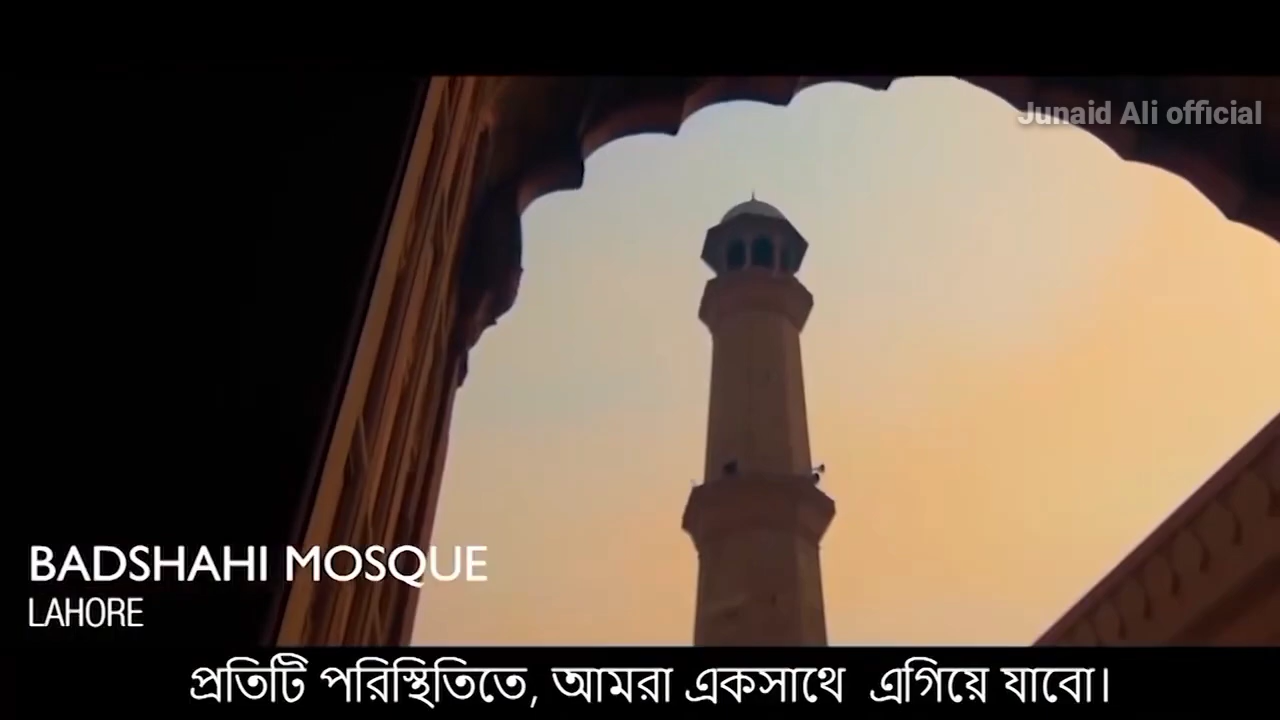 Junaid Ali official
BADSHAHI MOSQUE
LAHORE
প্রতিটি পরিস্থিতিতে, আমরা একসাথে এগিয়ে যাবো।